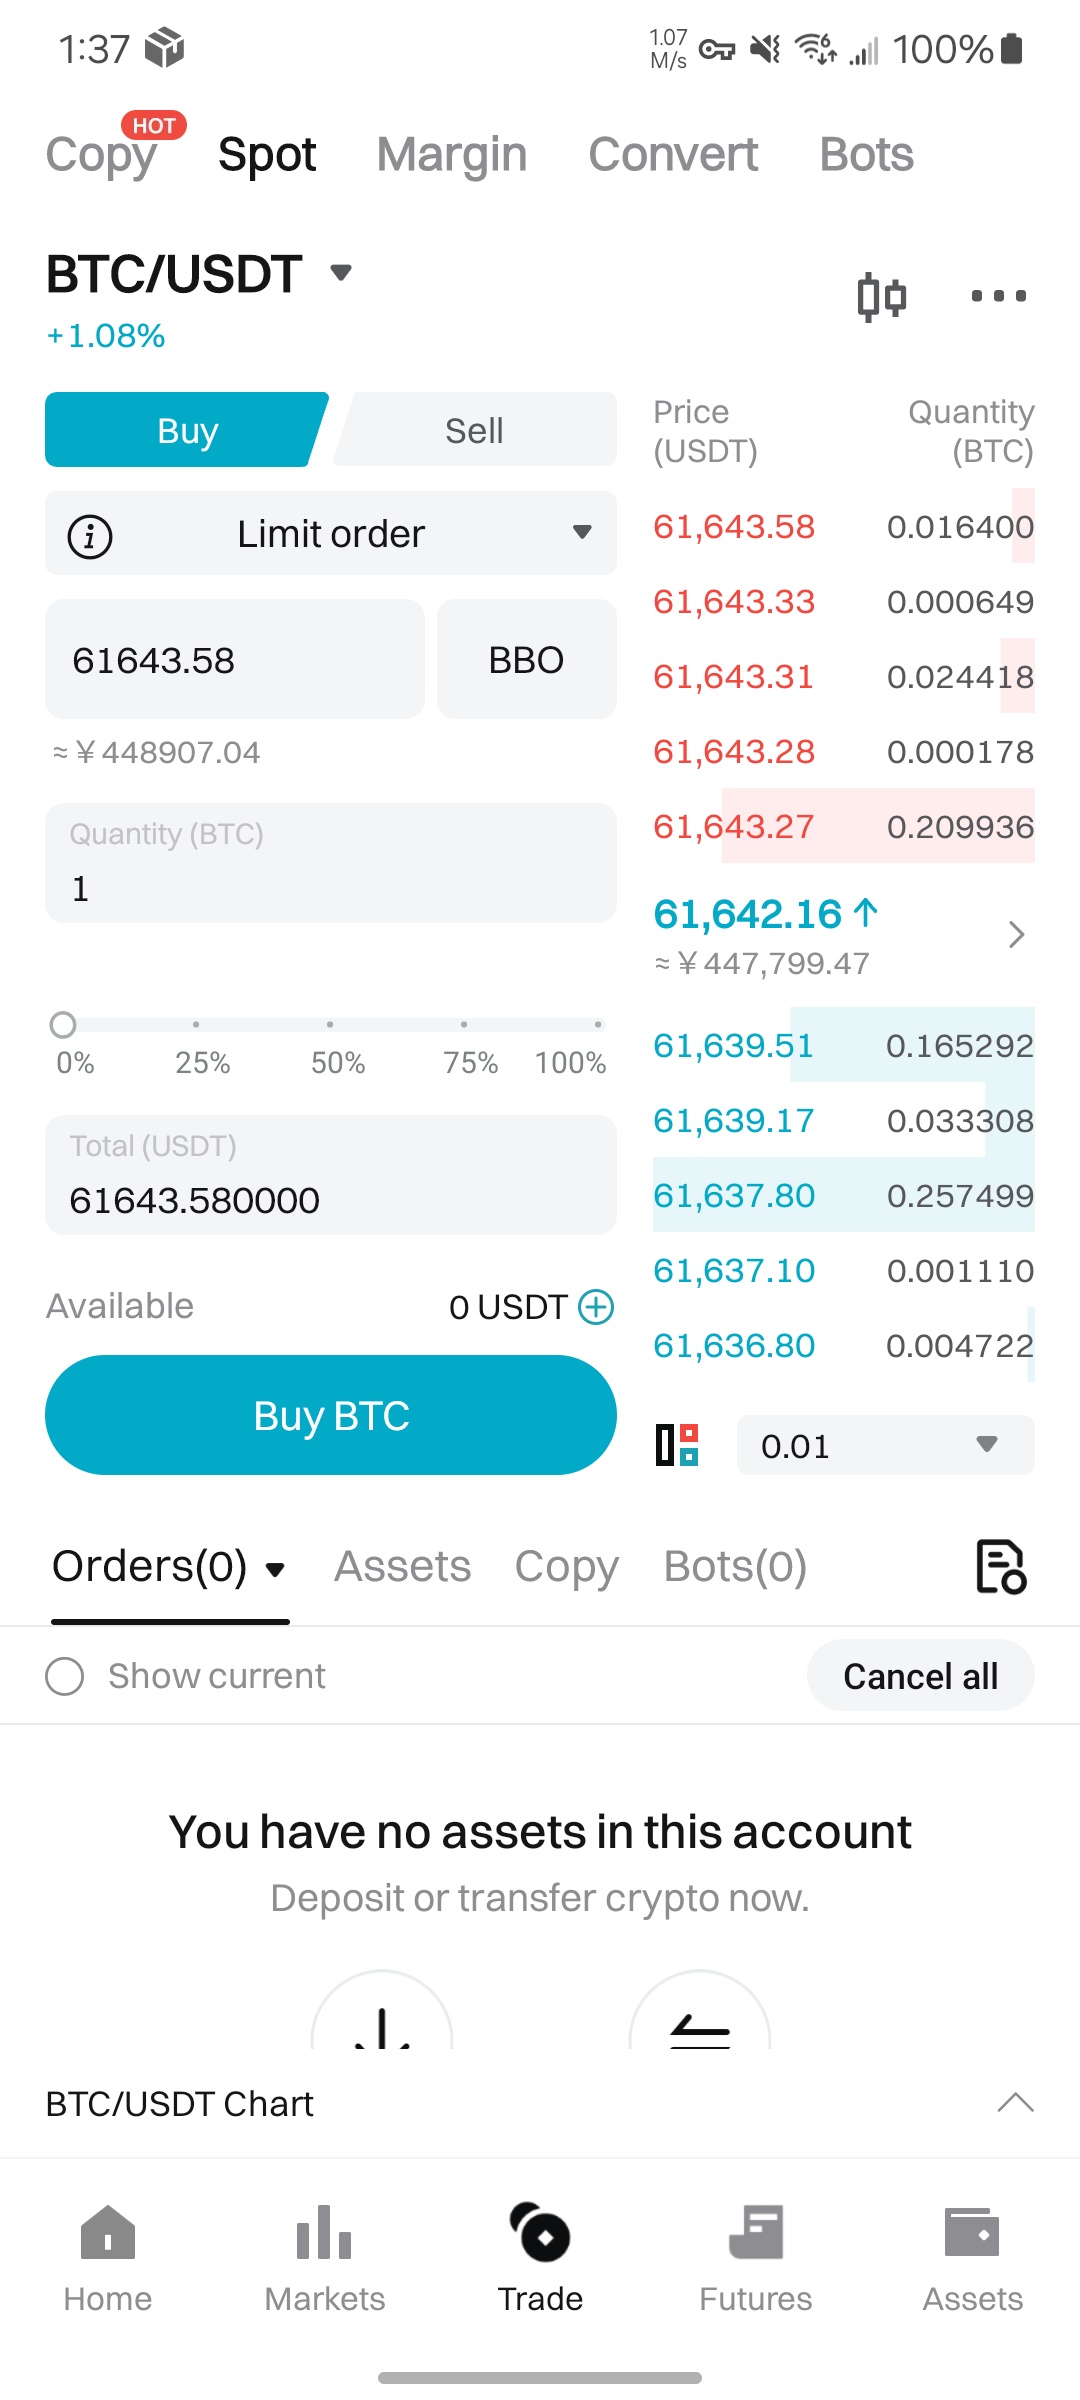 1:37
1.07
M/s
6
100%
HOT
Copy
Spot
Margin
Convert
Bots
BTC/USDT
+1.08%
Buy
Sell
Limit order
61643.58
BBO
≈ ¥ 448907.04
Quantity (BTC)
1
0%
25%
50%
75%
100%
Total (USDT)
61643.580000
Available
0 USDT
Buy BTC
Price
(USDT)
Quantity
(BTC)
61,643.58 0.016400
61,643.33 0.000649
61,643.31 0.024418
61,643.28 0.000178
61,643.27 0.209936
61,642.16 ↑
≈ ¥ 447,799.47
61,639.51 0.165292
61,639.17 0.033308
61,637.80 0.257499
61,637.10 0.001110
61,636.80 0.004722
0.01
Orders(0)
Assets
Copy
Bots(0)
Show current
Cancel all
You have no assets in this account
Deposit or transfer crypto now.
BTC/USDT Chart
Home
Markets
Trade
Futures
Assets